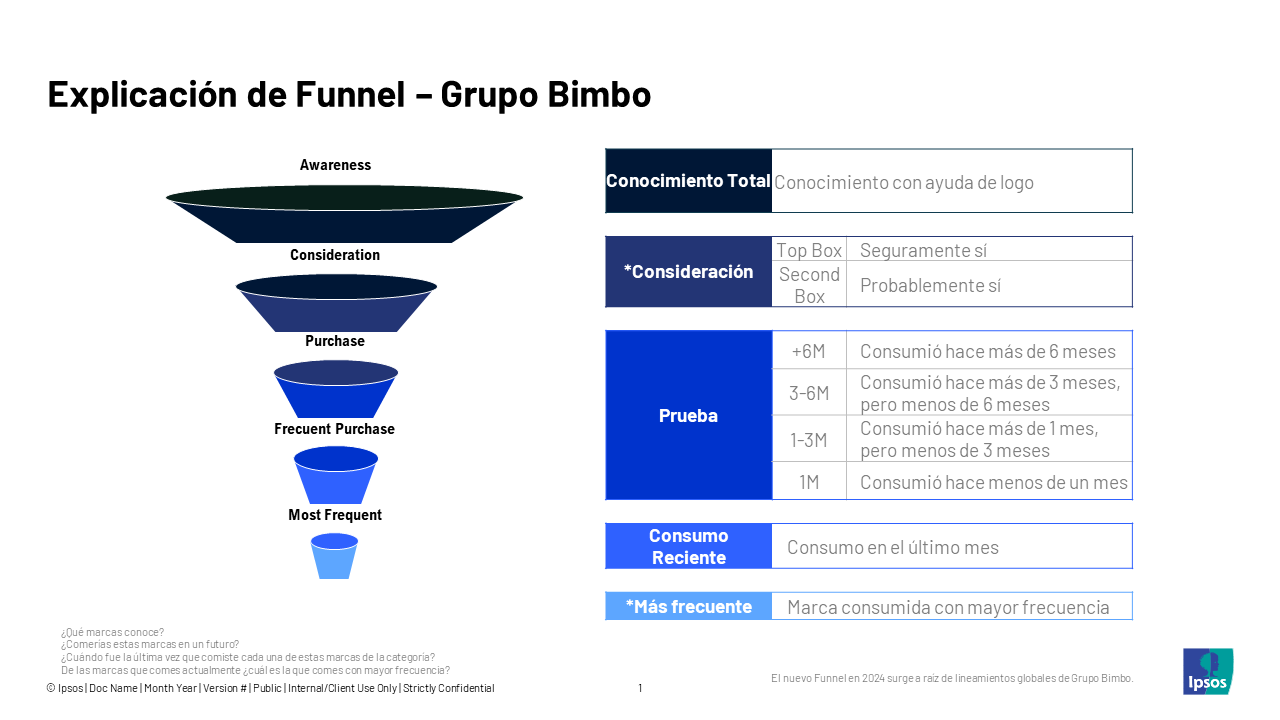 Explicación de Funnel – Grupo Bimbo
Awareness
Consideration
Purchase
Frecuent Purchase
Most Frequent
Conocimiento Total
Conocimiento con ayuda de logo
*Consideración
Top Box
Seguramente sí
Second
Box
Probablemente sí
Prueba
+6M
Consumió hace más de 6 meses
3-6M
Consumió hace más de 3 meses,
pero menos de 6 meses
1-3M
Consumió hace más de 1 mes,
pero menos de 3 meses
1M
Consumió hace menos de un mes
Consumo
Reciente
Consumo en el último mes
*Más frecuente
Marca consumida con mayor frecuencia
¿Qué marcas conoce?
¿Comerías estas marcas en un futuro?
¿Cuándo fue la última vez que comiste cada una de estas marcas de la categoría?
De las marcas que comes actualmente ¿cuál es la que comes con mayor frecuencia?
© Ipsos | Doc Name | Month Year | Version # | Public | Internal/Client Use Only | Strictly Confidential
1
El nuevo Funnel en 2024 surge a raíz de lineamientos globales de Grupo Bimbo.
Ipsos